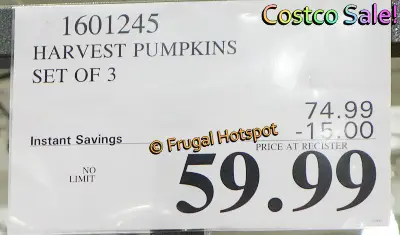 Costco Sale!
1601245
HARVEST PUMPKINS
SET OF 3
74.99
Instant Savings -15.00
© Frugal Hotspot
PRICE AT REGISTER
NO
LIMIT
59.99